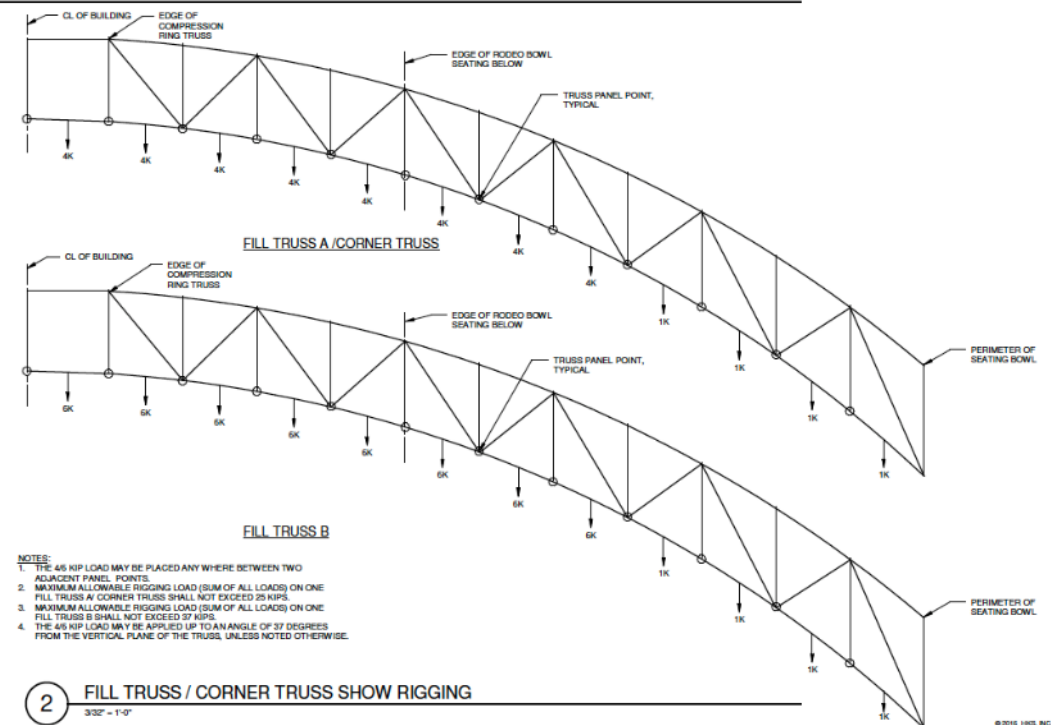 CL OF BUILDING
EDGE OF
COMPRESSION
RING TRUSS
EDGE OF RODEO BOWL
SEATING BELOW
TRUSS PANEL POINT,
TYPICAL
4K
4K
4K
4K
4K
4K
4K
4K
1K
1K
1K
1K
PERIMETER OF
SEATING BOWL
FILL TRUSS A /CORNER TRUSS
CL OF BUILDING
EDGE OF
COMPRESSION
RING TRUSS
EDGE OF RODEO BOWL
SEATING BELOW
TRUSS PANEL POINT,
TYPICAL
6K
6K
6K
6K
6K
6K
6K
6K
1K
1K
1K
1K
PERIMETER OF
SEATING BOWL
FILL TRUSS B
NOTES:
1. THE 4/6 KIP LOAD MAY BE PLACED ANY WHERE BETWEEN TWO
ADJACENT PANEL POINTS.
2. MAXIMUM ALLOWABLE RIGGING LOAD (SUM OF ALL LOADS) ON ONE
FILL TRUSS A/ CORNER TRUSS SHALL NOT EXCEED 25 KIPS.
3. MAXIMUM ALLOWABLE RIGGING LOAD (SUM OF ALL LOADS) ON ONE
FILL TRUSS B SHALL NOT EXCEED 37 KIPS.
4. THE 4/6 KIP LOAD MAY BE APPLIED UP TO AN ANGLE OF 37 DEGREES
FROM THE VERTICAL PLANE OF THE TRUSS, UNLESS NOTED OTHERWISE.
2
FILL TRUSS / CORNER TRUSS SHOW RIGGING
3/32" = 1'-0"
© 2016 HKS, INC